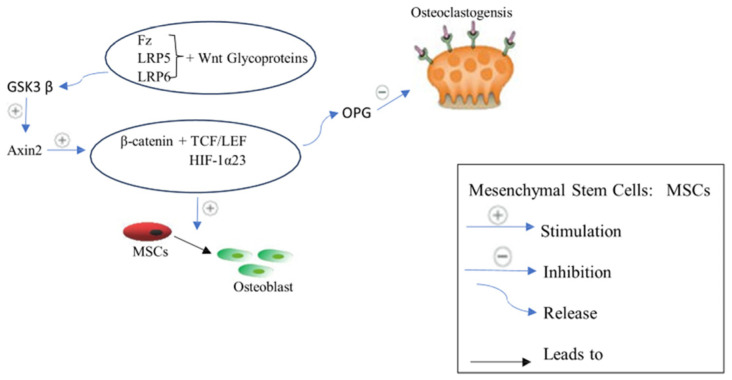 Osteoclastogensis
Fz
LRP5 + Wnt Glycoproteins
LRP6
GSK3 β
+
−
OPG
Axin2
+
β-catenin + TCF/LEF
HIF-1α23
+
MSCs
Osteoblast
Mesenchymal Stem Cells: MSCs
+
Stimulation
−
Inhibition
Release
Leads to